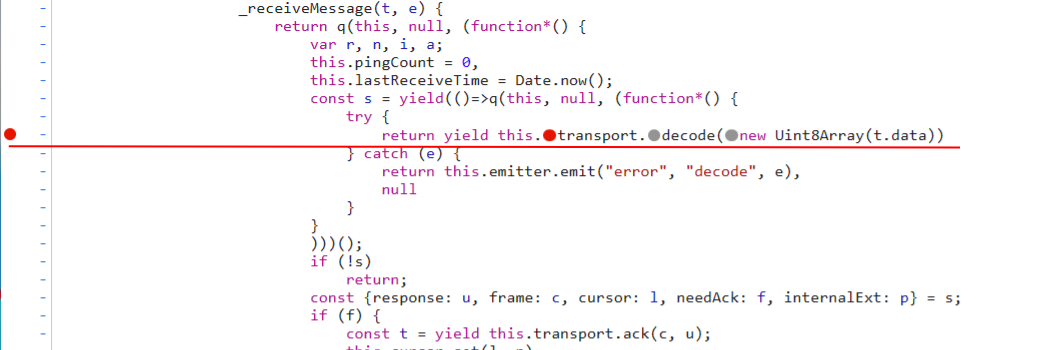 _receiveMessage(t, e) {
return q(this, null, (function*() {
var r, n, i, a;
this.pingCount = 0,
this.lastReceiveTime = Date.now();
const s = yield(()=>q(this, null, (function*() {
try {
return yield this.transport.decode(new Uint8Array(t.data))
} catch (e) {
return this.emitter.emit("error", "decode", e),
null
}
}
)))();
if (!s)
return;
const {response: u, frame: c, cursor: l, needAck: f, internalExt: p} = s;
if (f) {
const t = yield this.transport.ack(c, u);